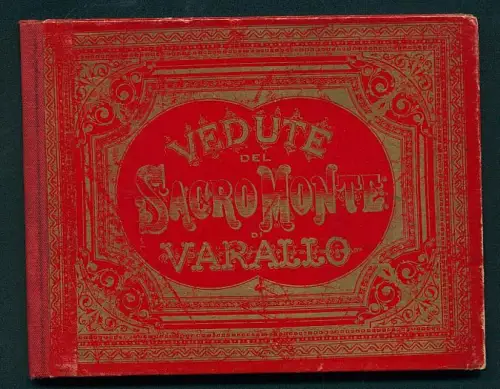 VEDUTE
DEL
SACRO MONTE
DI
VARALLO